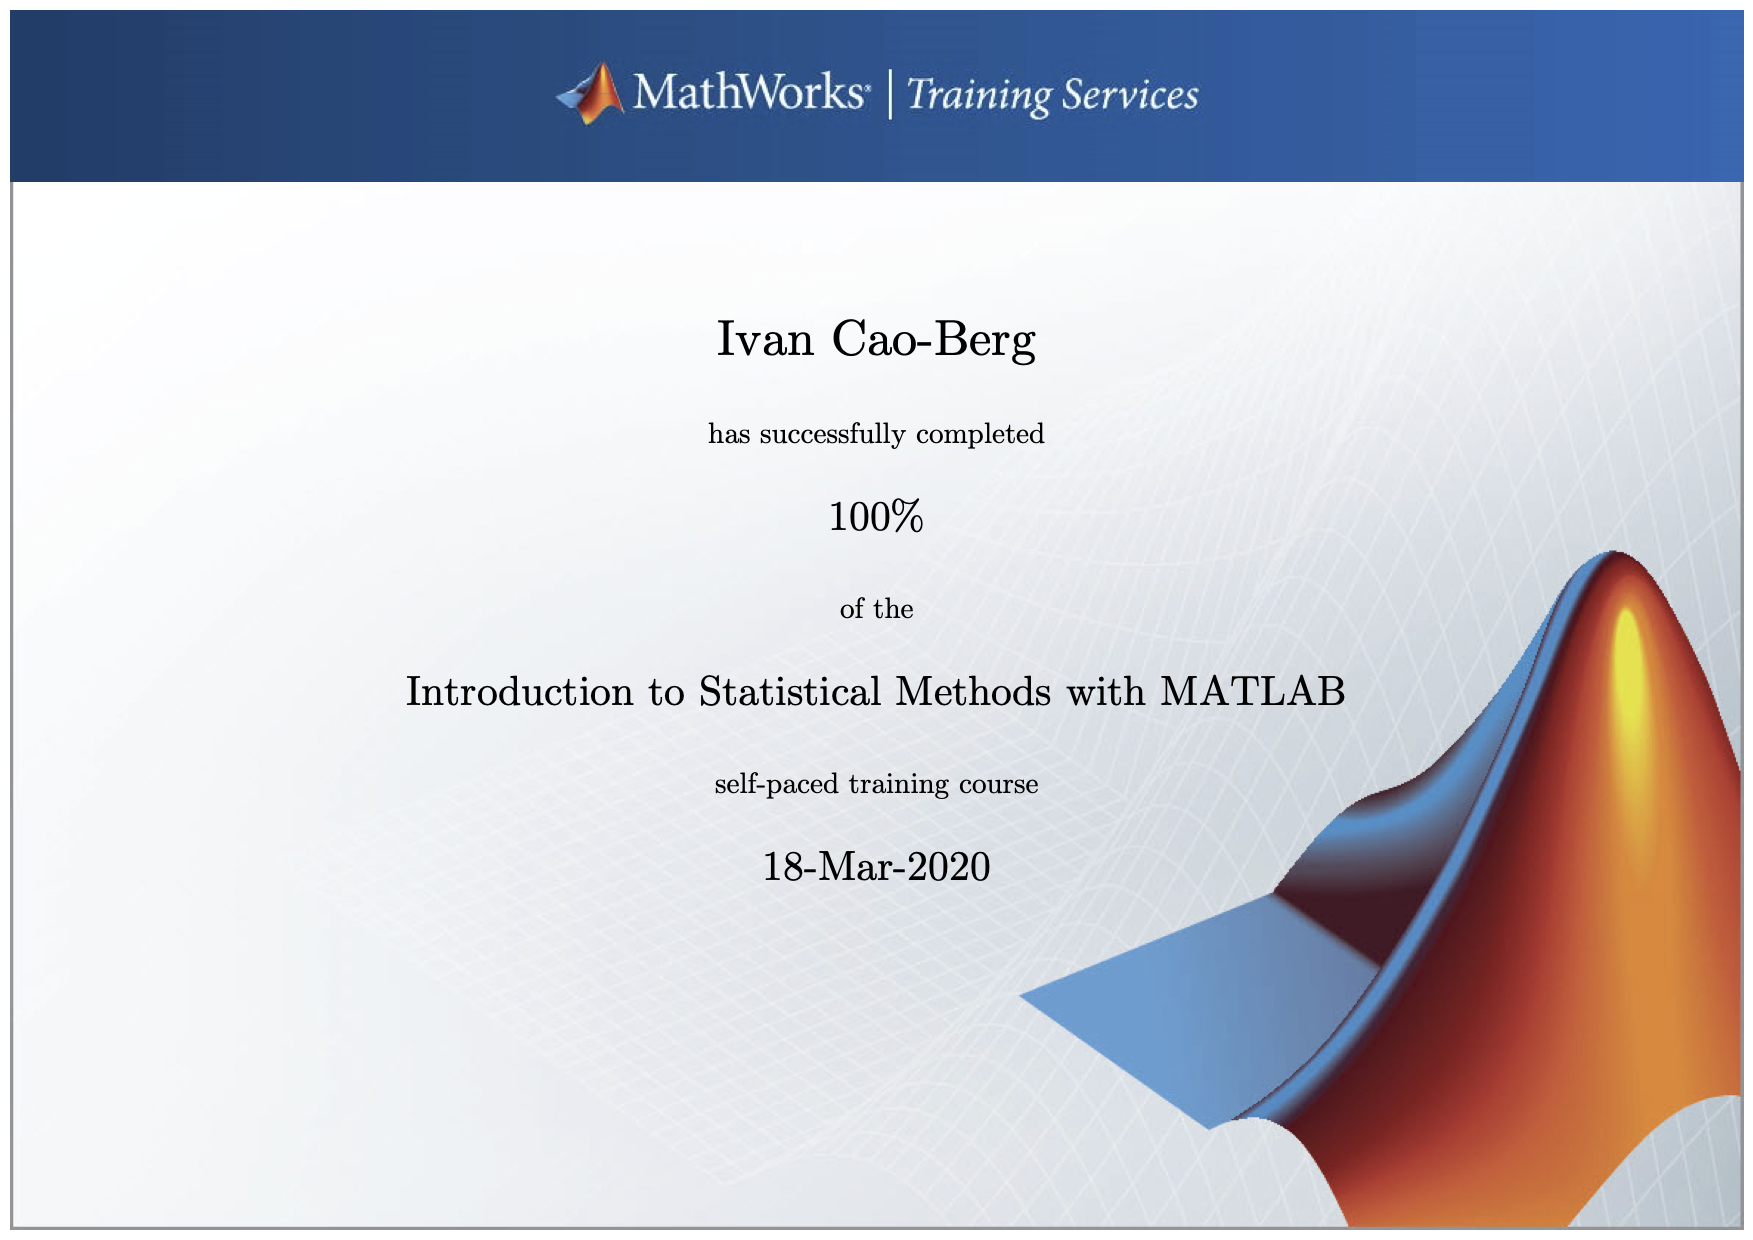 MathWorks® | Training Services
Ivan Cao-Berg
has successfully completed
100%
of the
Introduction to Statistical Methods with MATLAB
self-paced training course
18-Mar-2020